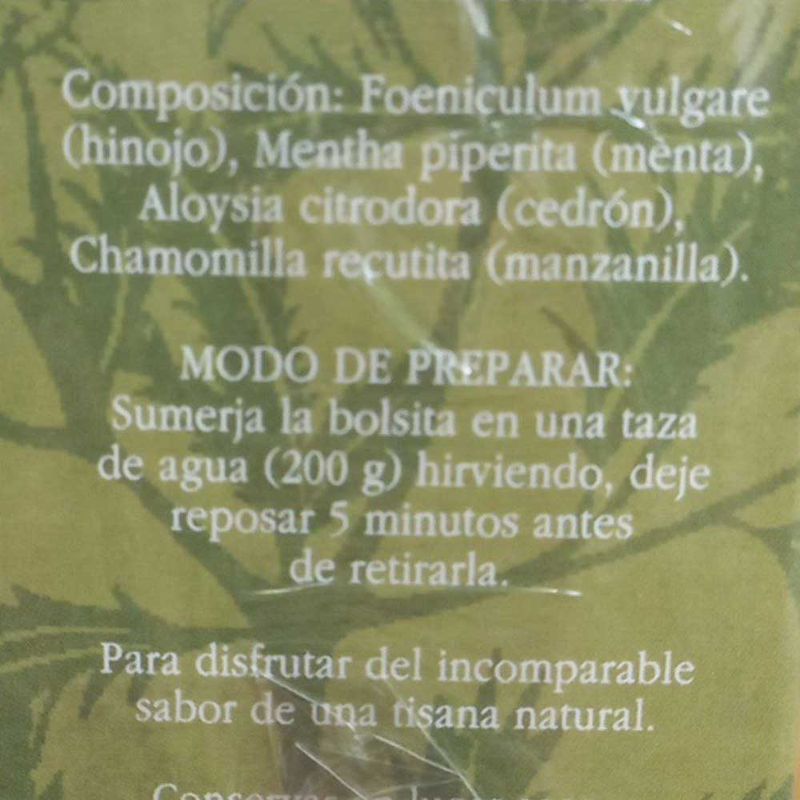 Composición: Foeniculum vulgare
(hinojo), Mentha piperita (menta),
Aloysia citrodora (cedrón),
Chamomilla recutita (manzanilla).
MODO DE PREPARAR:
Sumerja la bolsita en una taza
de agua (200 g) hirviendo, deje
reposar 5 minutos antes
de retirarla.
Para disfrutar del incomparable
sabor de una tisana natural.